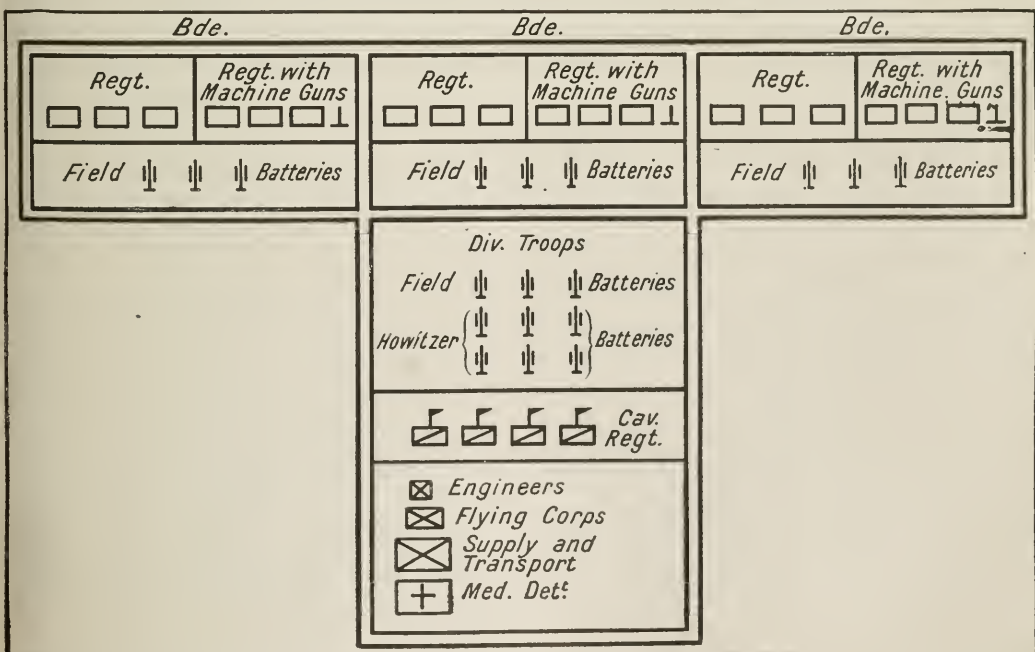 Bde. Bde. Bde.
Regt. Regt. with Machine Guns
Field Batteries
Regt. Regt. with Machine Guns
Field Batteries
Regt. Regt. with Machine. Guns
Field Batteries
Div. Troops
Field Batteries
Howitzer Batteries
Cav.
Regt.
Engineers
Flying Corps
Supply and
Transport
Med. Dett.